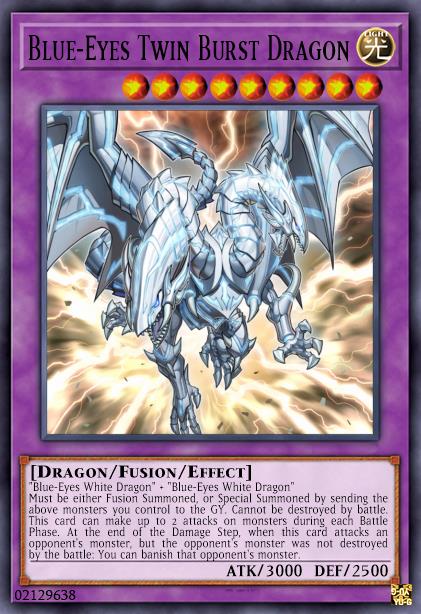 BLUE-EYES TWIN BURST DRAGON
LIGHT
光
[DRAGON/FUSION/EFFECT]
"Blue-Eyes White Dragon" + "Blue-Eyes White Dragon"
Must be either Fusion Summoned, or Special Summoned by sending the
above monsters you control to the GY. Cannot be destroyed by battle.
This card can make up to 2 attacks on monsters during each Battle
Phase. At the end of the Damage Step, when this card attacks an
opponent's monster, but the opponent's monster was not destroyed
by the battle: You can banish that opponent's monster.
ATK/3000 DEF/2500
02129638